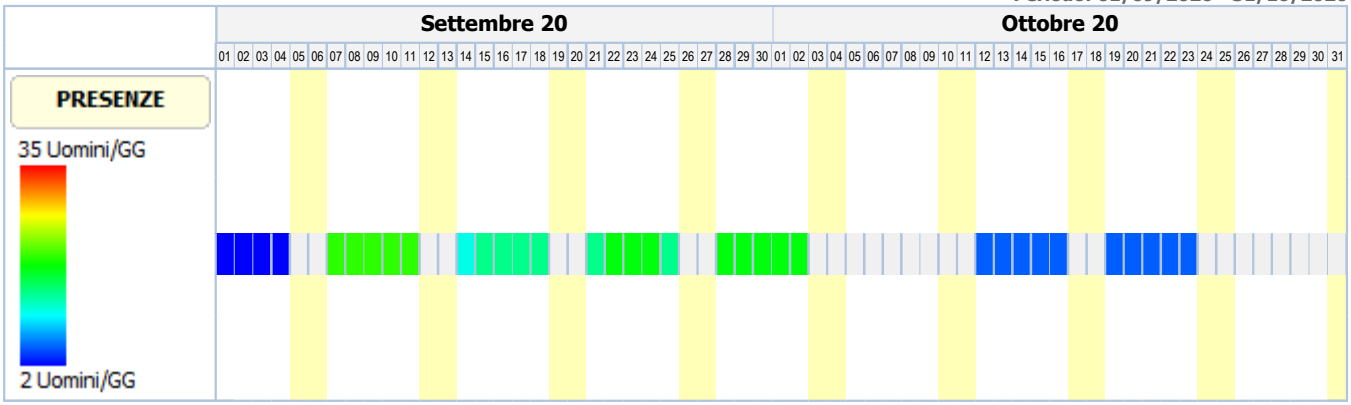 Settembre 20 Ottobre 20
01 02 03 04 05 06 07 08 09 10 11 12 13 14 15 16 17 18 19 20 21 22 23 24 25 26 27 28 29 30 01 02 03 04 05 06 07 08 09 10 11 12 13 14 15 16 17 18 19 20 21 22 23 24 25 26 27 28 29 30 31
PRESENZE
35 Uomini/GG
2 Uomini/GG